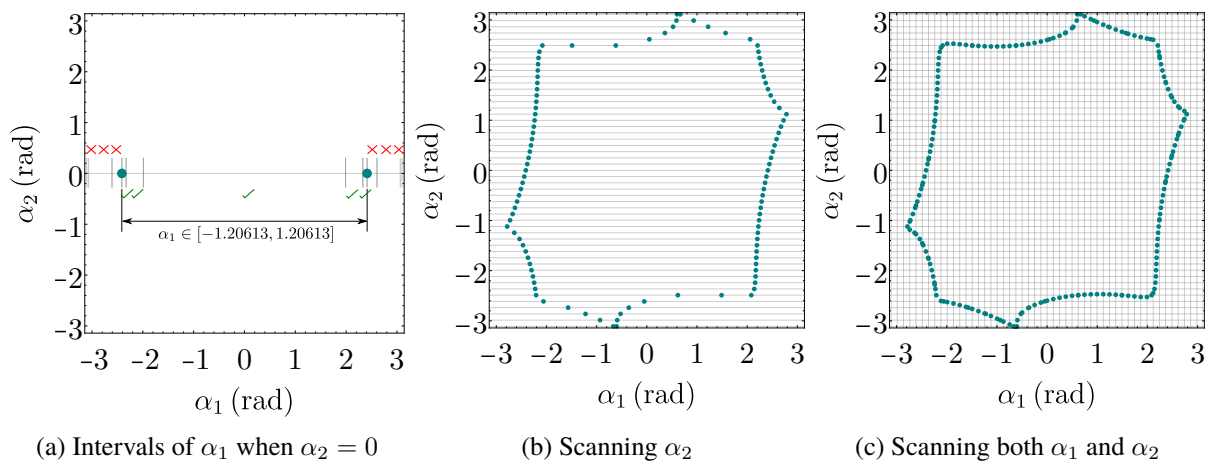 3
2
1
0
−1
−2
−3
α₂ (rad)
α₁ ∈ [−1.20613, 1.20613]
−3 −2 −1 0 1 2 3
α₁ (rad)
(a) Intervals of α₁ when α₂ = 0
3
2
1
0
−1
−2
−3
α₂ (rad)
−3 −2 −1 0 1 2 3
α₁ (rad)
(b) Scanning α₂
3
2
1
0
−1
−2
−3
α₂ (rad)
−3 −2 −1 0 1 2 3
α₁ (rad)
(c) Scanning both α₁ and α₂